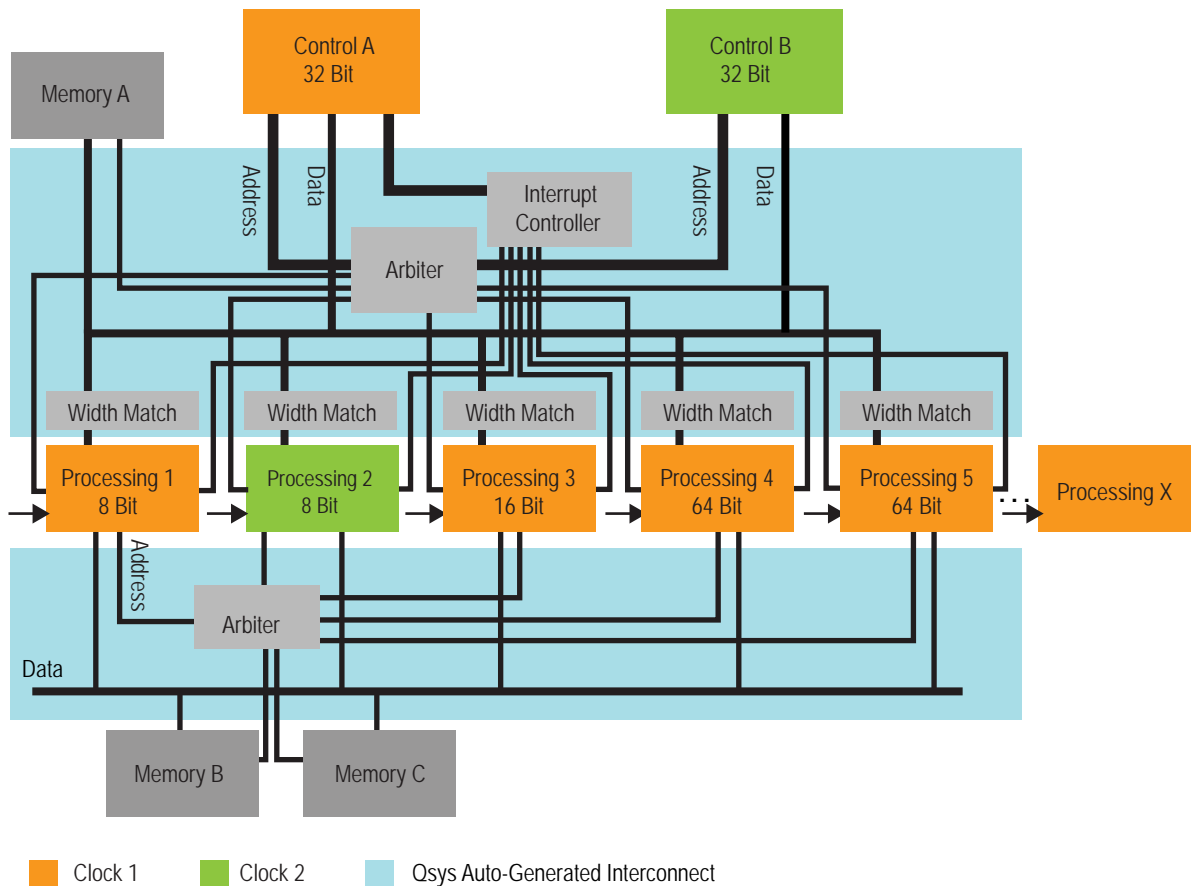 Control A
32 Bit
Control B
32 Bit
Memory A
Address
Data
Interrupt
Controller
Address
Data
Arbiter
Width Match
Width Match
Width Match
Width Match
Width Match
Processing 1
8 Bit
Processing 2
8 Bit
Processing 3
16 Bit
Processing 4
64 Bit
Processing 5
64 Bit
...
Processing X
Address
Arbiter
Data
Memory B
Memory C
Clock 1
Clock 2
Qsys Auto-Generated Interconnect